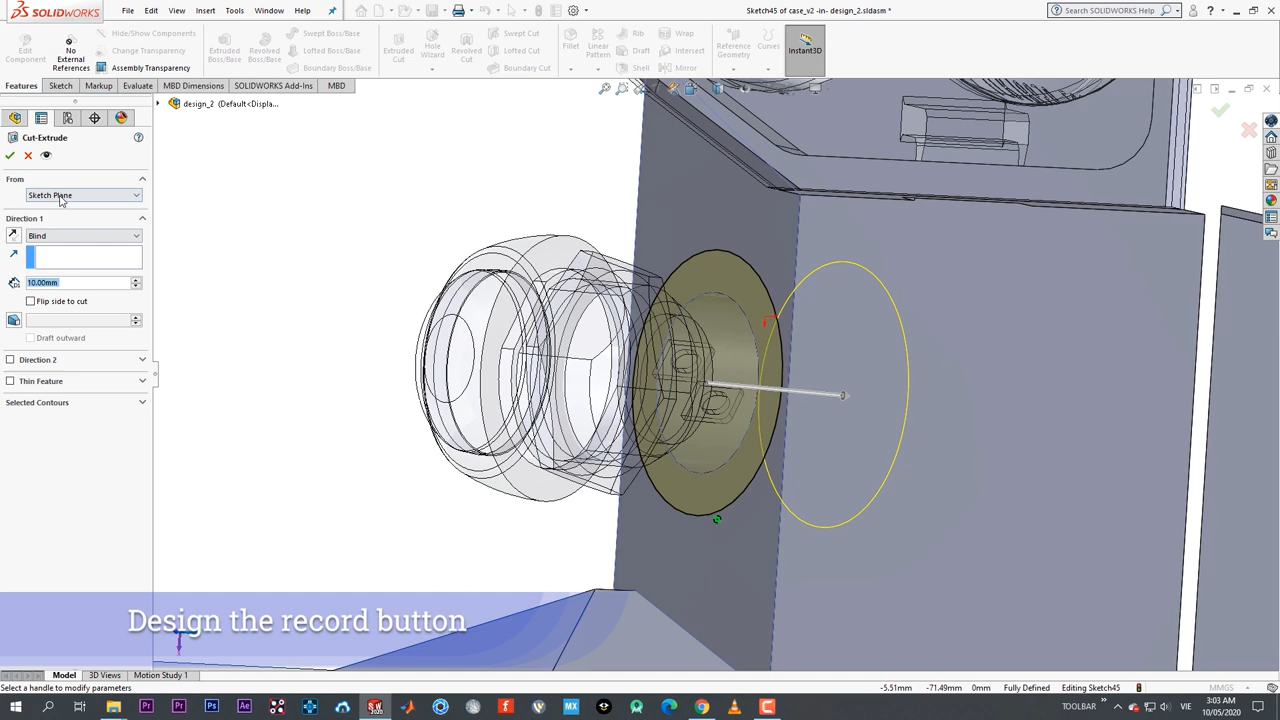 SOLIDWORKS
File
Edit
View
Insert
Tools
Window
Help
Sketch45 of case_v2 -in- design_2.sldasm *
Search SOLIDWORKS Help
Edit
Component
No
External
References
Hide/Show Components
Change Transparency
Assembly Transparency
Extruded
Boss/Base
Revolved
Boss/Base
Swept Boss/Base
Lofted Boss/Base
Boundary Boss/Base
Extruded
Cut
Hole
Wizard
Revolved
Cut
Swept Cut
Lofted Cut
Boundary Cut
Fillet
Linear
Pattern
Rib
Draft
Shell
Wrap
Intersect
Mirror
Reference
Geometry
Curves
Instant3D
Features
Sketch
Markup
Evaluate
MBD Dimensions
SOLIDWORKS Add-Ins
MBD
design_2 (Default<Displa...
Cut-Extrude
From
Sketch Plane
Direction 1
Blind
10.00mm
Flip side to cut
Draft outward
Direction 2
Thin Feature
Selected Contours
Design the record button
Model
3D Views
Motion Study 1
Select a handle to modify parameters
-5.51mm
-71.49mm
0mm
Fully Defined
Editing Sketch45
MMGS
TOOLBAR
VIE
3:03 AM
10/05/2020